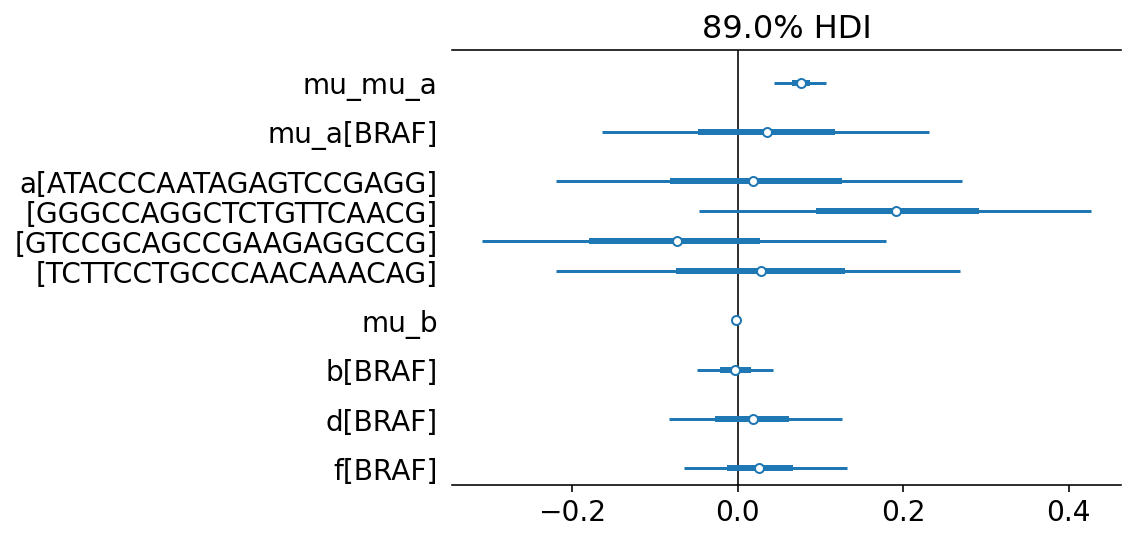 89.0% HDI
mu_mu_a
mu_a[BRAF]
a[ATACCCAATAGAGTCCGAGG]
[GGGCCAGGCTCTGTTCAACG]
[GTCCGCAGCCGAAGAGGCCG]
[TCTTCCTGCCCAACAAACAG]
mu_b
b[BRAF]
d[BRAF]
f[BRAF]
−0.2 0.0 0.2 0.4